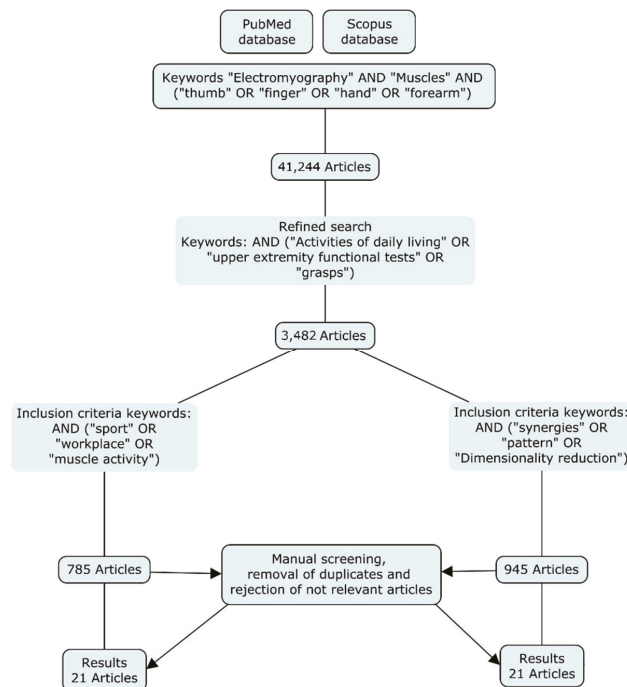 PubMed
database
Scopus
database
Keywords "Electromyography" AND "Muscles" AND
("thumb" OR "finger" OR "hand" OR "forearm")
41,244 Articles
Refined search
Keywords: AND ("Activities of daily living" OR
"upper extremity functional tests" OR
"grasps")
3,482 Articles
Inclusion criteria keywords:
AND ("sport" OR
"workplace" OR
"muscle activity")
Inclusion criteria keywords:
AND ("synergies" OR
"pattern" OR
"Dimensionality reduction")
785 Articles
Manual screening,
removal of duplicates and
rejection of not relevant articles
945 Articles
Results
21 Articles
Results
21 Articles